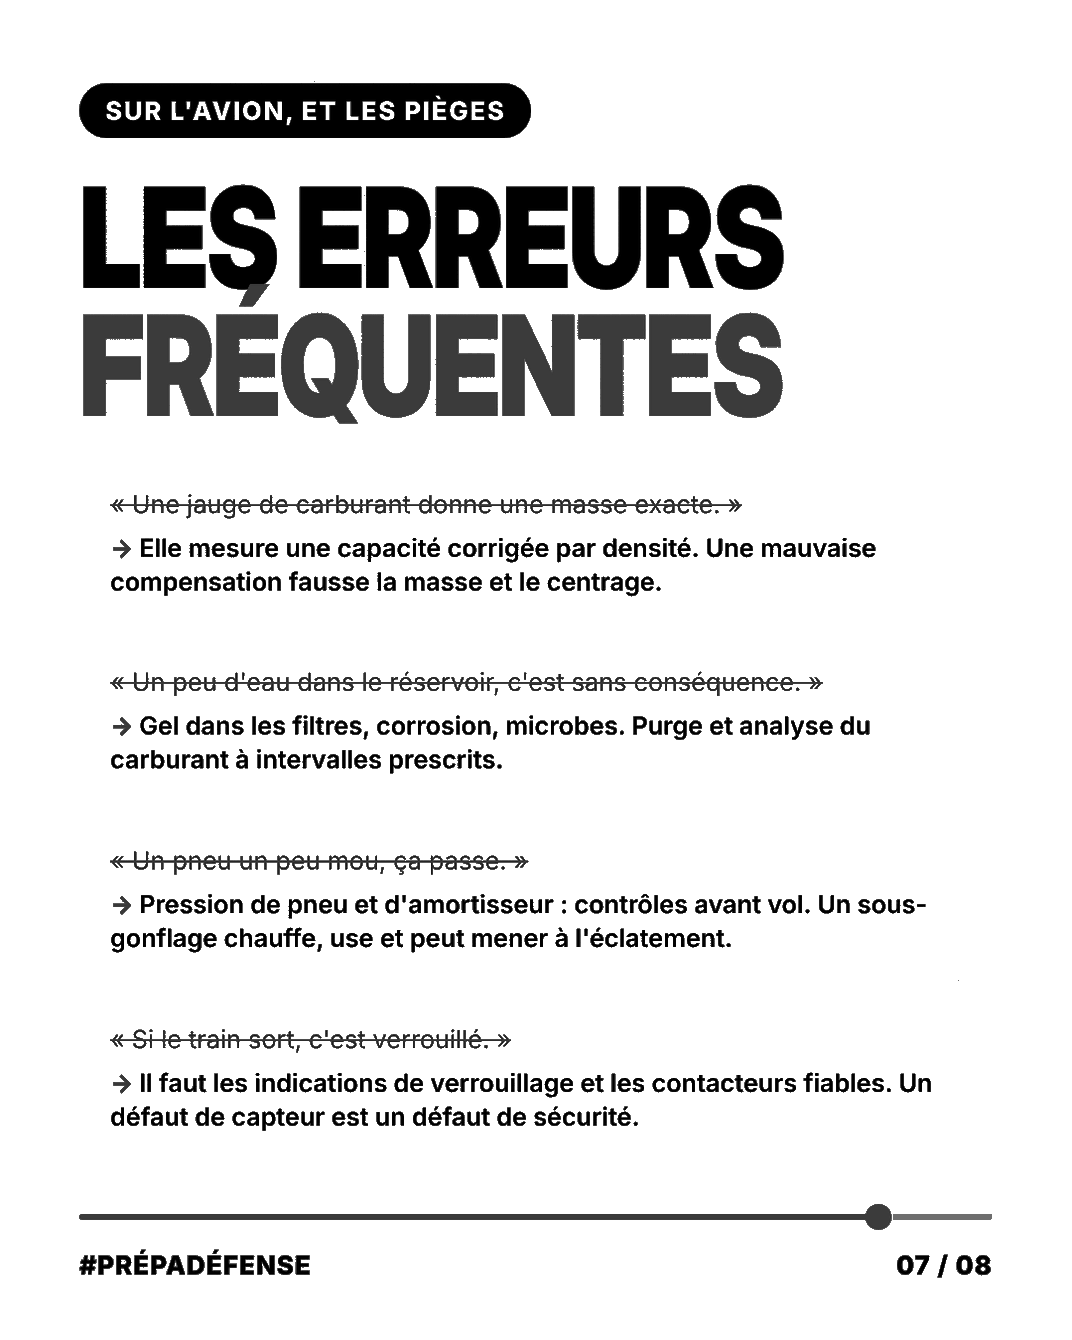 SUR L'AVION, ET LES PIÈGES
LES ERREURS
FRÉQUENTES
« Une jauge de carburant donne une masse exacte. »
→ Elle mesure une capacité corrigée par densité. Une mauvaise
compensation fausse la masse et le centrage.
« Un peu d'eau dans le réservoir, c'est sans conséquence. »
→ Gel dans les filtres, corrosion, microbes. Purge et analyse du
carburant à intervalles prescrits.
« Un pneu un peu mou, ça passe. »
→ Pression de pneu et d'amortisseur : contrôles avant vol. Un sous-
gonflage chauffe, use et peut mener à l'éclatement.
« Si le train sort, c'est verrouillé. »
→ Il faut les indications de verrouillage et les contacteurs fiables. Un
défaut de capteur est un défaut de sécurité.
#PRÉPADÉFENSE
07 / 08